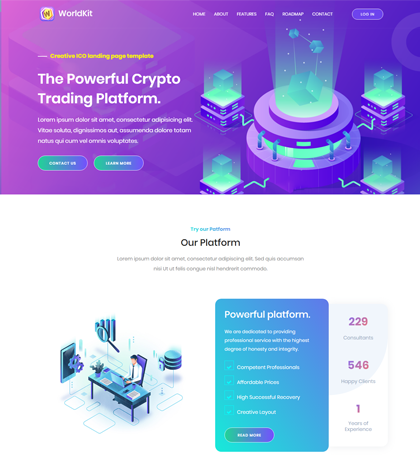 WorldKit
HOME ABOUT FEATURES FAQ ROADMAP CONTACT LOG IN
Creative ICO landing page template
The Powerful Crypto
Trading Platform.
Lorem ipsum dolor sit amet, consectetur adipisicing elit.
Vitae soluta, dignissimos aut, assumenda dolore totam
natus qui cum vel omnis voluptates.
CONTACT US LEARN MORE
Try our Patform
Our Platform
Lorem ipsum dolor sit amet, consectetur adipiscing elit. Sed quis accumsan
nisi ut ut felis congue nisl hendrerit commodo.
Powerful platform.
We are dedicated to providing
professional service with the highest
degree of honesty and integrity.
Competent Professionals
Affordable Prices
High Successful Recovery
Creative Layout
READ MORE
229
Consultants
546
Happy Clients
1
Years of
Experience